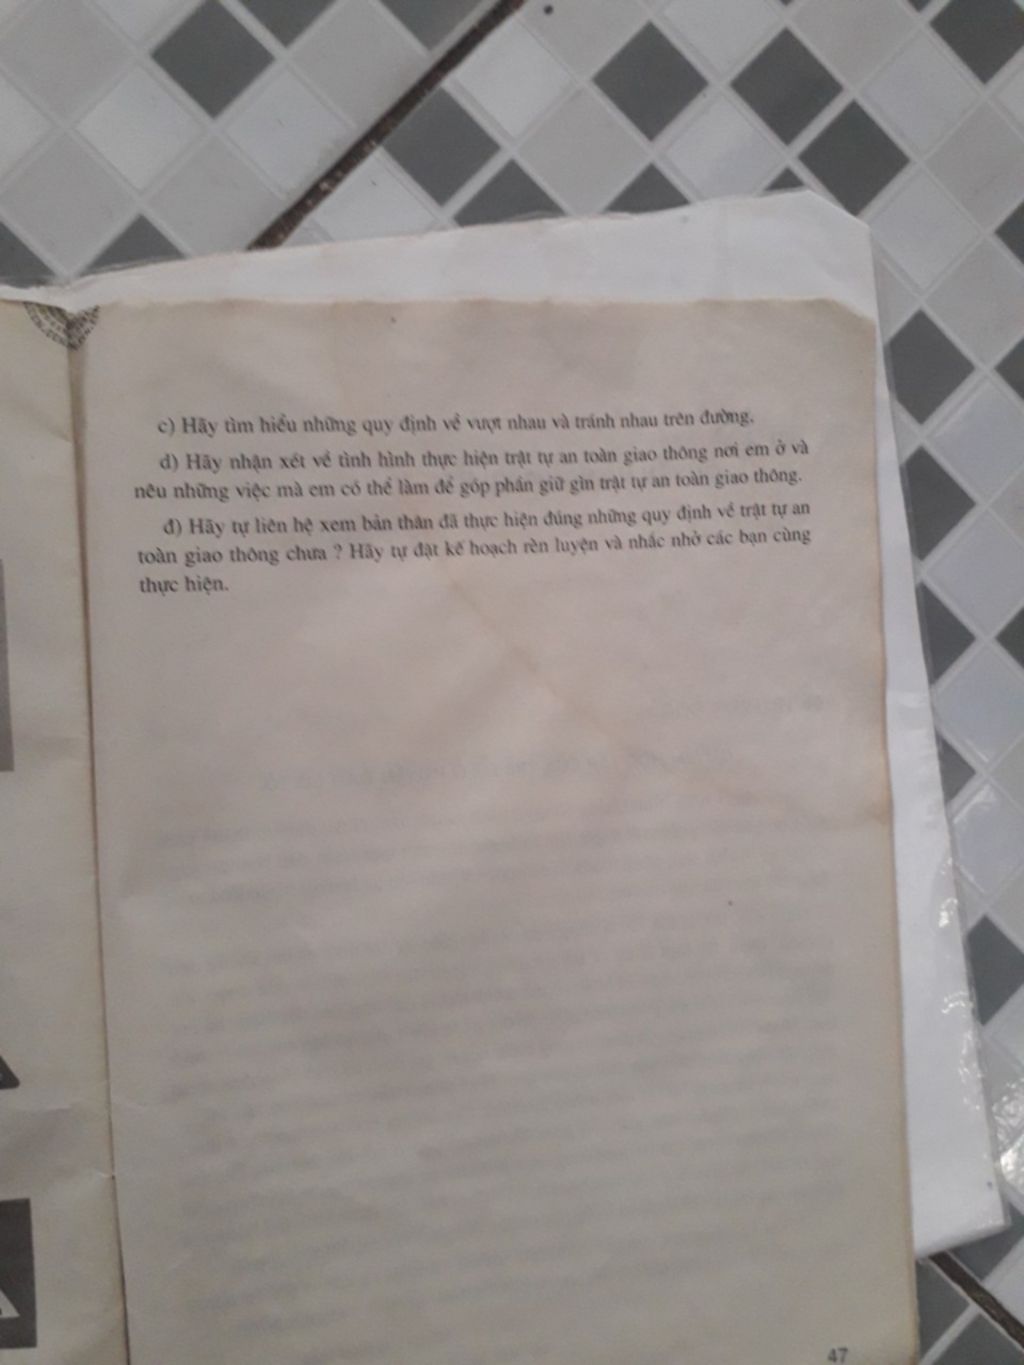 c) Hãy tìm hiểu những quy định về vượt nhau và tránh nhau trên đường.
d) Hãy nhận xét về tình hình thực hiện trật tự an toàn giao thông nơi em ở và
nêu những việc mà em có thể làm để góp phần giữ gìn trật tự an toàn giao thông.
đ) Hãy tự liên hệ xem bản thân đã thực hiện đúng những quy định về trật tự an
toàn giao thông chưa ? Hãy tự đặt kế hoạch rèn luyện và nhắc nhở các bạn cùng
thực hiện.
47